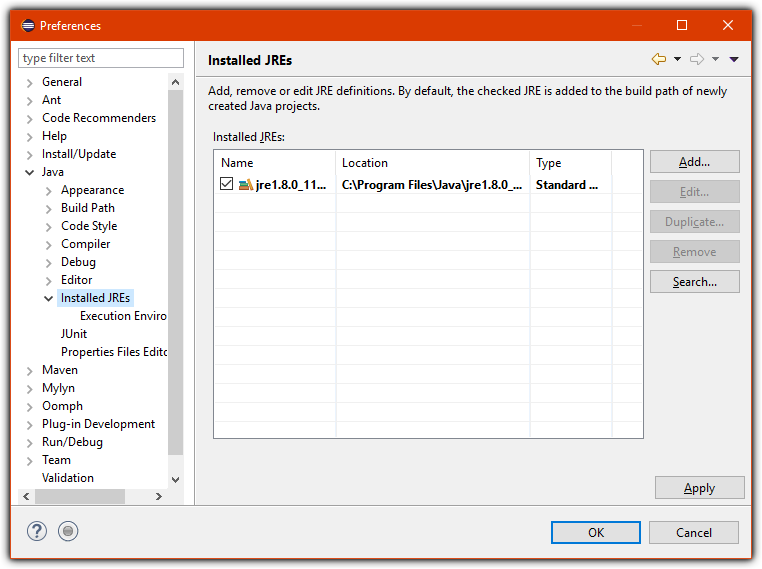 Preferences
type filter text
General
Ant
Code Recommenders
Help
Install/Update
Java
Appearance
Build Path
Code Style
Compiler
Debug
Editor
Installed JREs
Execution Enviro
JUnit
Properties Files Edito
Maven
Mylyn
Oomph
Plug-in Development
Run/Debug
Team
Validation
Installed JREs
Add, remove or edit JRE definitions. By default, the checked JRE is added to the build path of newly
created Java projects.
Installed JREs:
Name Location Type
jre1.8.0_11... C:\Program Files\Java\jre1.8.0_... Standard ...
Add...
Edit...
Duplicate...
Remove
Search...
Apply
?
OK Cancel